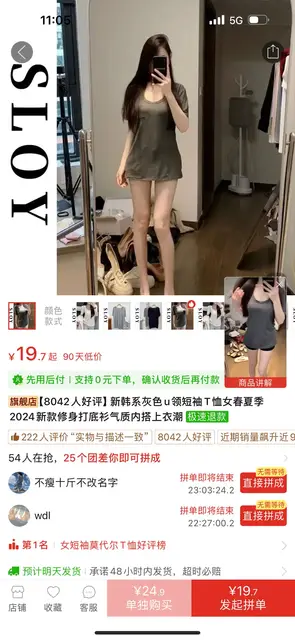 11:05
5G
SLOY
颜色
款式
商品讲解
¥19.7起 90天低价
先用后付 | 支持0元下单，确认收货后再付款
旗舰店【8042人好评】新韩系灰色u领短袖T恤女春夏季
2024新款修身打底衫气质内搭上衣潮 极速退款
222人评价“实物与描述一致”
8042人好评
近期销量飙升近9
54人在抢，25个团差你即可拼成
不瘦十斤不改名字
拼单即将结束
23:03:24.2
无需等待
直接拼成
wdl
拼单即将结束
22:27:00.2
无需等待
直接拼成
第1名 | 女短袖莫代尔T恤好评榜
预计明天发货 | 承诺48小时内发货，超时必赔
店铺
收藏
客服
¥24.9
单独购买
¥19.7
发起拼单